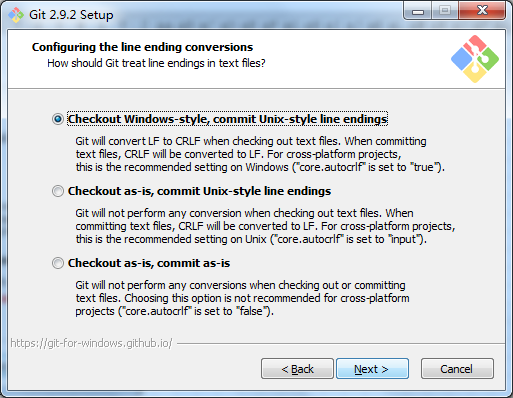 Git 2.9.2 Setup
Configuring the line ending conversions
How should Git treat line endings in text files?
Checkout Windows-style, commit Unix-style line endings
Git will convert LF to CRLF when checking out text files. When committing
text files, CRLF will be converted to LF. For cross-platform projects,
this is the recommended setting on Windows ("core.autocrlf" is set to "true").
Checkout as-is, commit Unix-style line endings
Git will not perform any conversion when checking out text files. When
committing text files, CRLF will be converted to LF. For cross-platform projects,
this is the recommended setting on Unix ("core.autocrlf" is set to "input").
Checkout as-is, commit as-is
Git will not perform any conversions when checking out or committing
text files. Choosing this option is not recommended for cross-platform
projects ("core.autocrlf" is set to "false").
https://git-for-windows.github.io/
< Back
Next >
Cancel